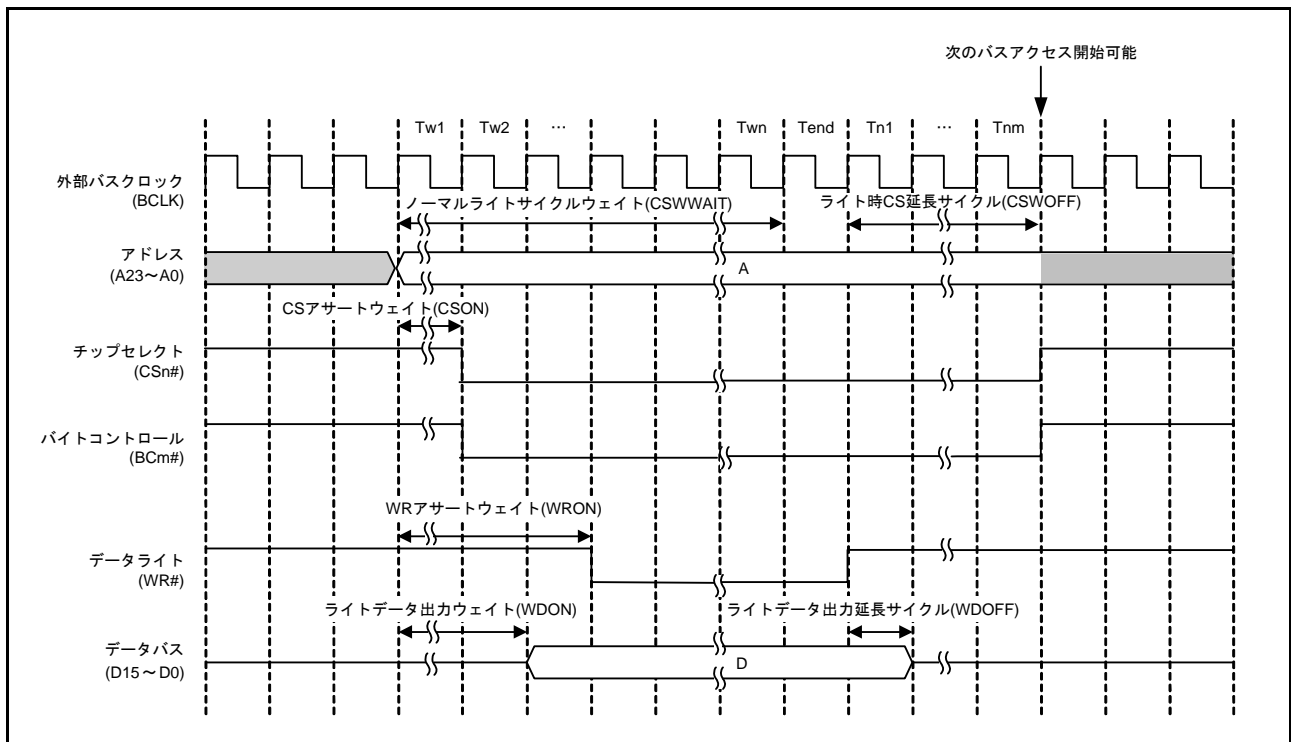 次のバスアクセス開始可能
Tw1 Tw2 … Twn Tend Tn1 … Tnm
外部バスクロック
(BCLK)
ノーマルライトサイクルウェイト(CSWWAIT)
ライト時CS延長サイクル(CSWOFF)
アドレス
(A23~A0)
A
CSアサートウェイト(CSON)
チップセレクト
(CSn#)
バイトコントロール
(BCm#)
WRアサートウェイト(WRON)
データライト
(WR#)
ライトデータ出力ウェイト(WDON)
ライトデータ出力延長サイクル(WDOFF)
データバス
(D15~D0)
D